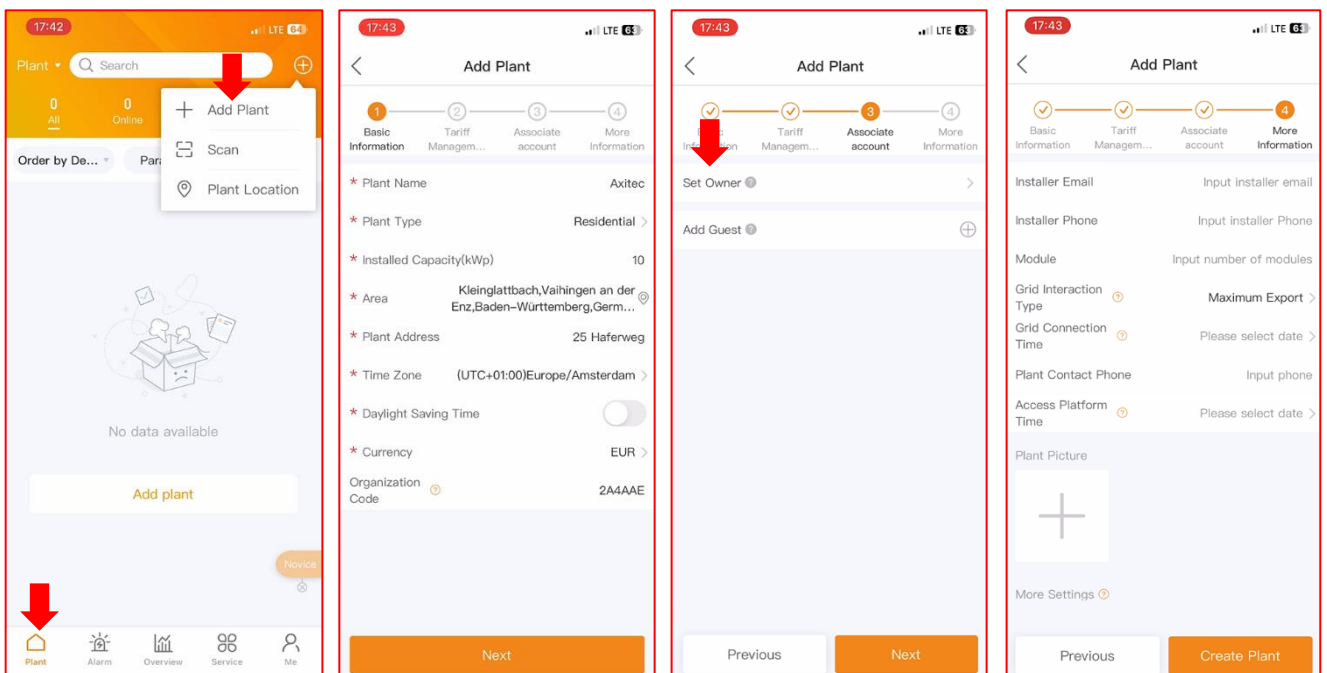 17:42
LTE 64
Plant
Search
0
All
0
Online
Add Plant
Scan
Plant Location
Order by De...
Para
No data available
Add plant
Novice
Plant
Alarm
Overview
Service
Me
17:43
LTE 63
Add Plant
1
2
3
4
Basic
Information
Tariff
Managem...
Associate
account
More
Information
* Plant Name
Axitec
* Plant Type
Residential
* Installed Capacity(kWp)
10
* Area
Kleinglattbach,Vaihingen an der
Enz,Baden-Württemberg,Germ...
* Plant Address
25 Haferweg
* Time Zone
(UTC+01:00)Europe/Amsterdam
* Daylight Saving Time
* Currency
EUR
Organization
Code
2A4AAE
Next
17:43
LTE 63
Add Plant
3
4
Tariff
Managem...
Associate
account
More
Information
Set Owner
Add Guest
Previous
Next
17:43
LTE 63
Add Plant
4
Basic
Information
Tariff
Managem...
Associate
account
More
Information
Installer Email
Input installer email
Installer Phone
Input installer Phone
Module
Input number of modules
Grid Interaction
Type
Maximum Export
Grid Connection
Time
Please select date
Plant Contact Phone
Input phone
Access Platform
Time
Please select date
Plant Picture
More Settings
Previous
Create Plant